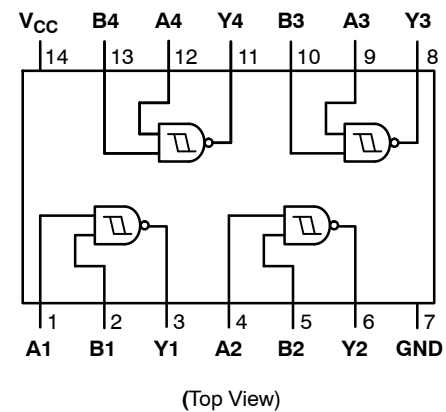 VCC B4 A4 Y4 B3 A3 Y3
14 13 12 11 10 9 8
1 2 3 4 5 6 7
A1 B1 Y1 A2 B2 Y2 GND
(Top View)